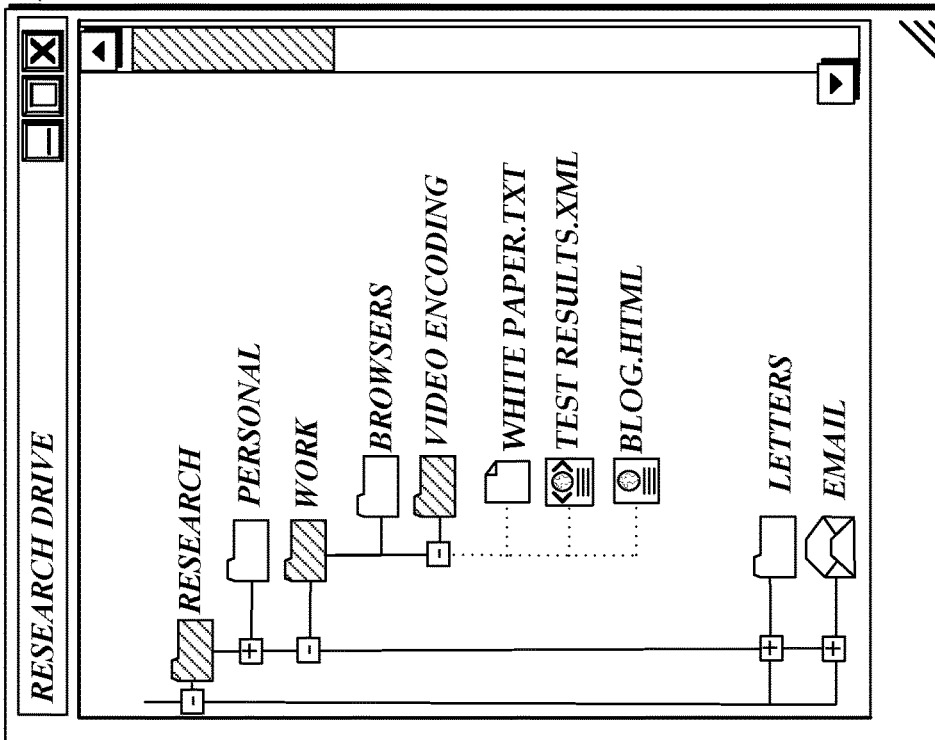 RESEARCH DRIVE
RESEARCH
PERSONAL
WORK
BROWSERS
VIDEO ENCODING
WHITE PAPER.TXT
TEST RESULTS.XML
BLOG.HTML
LETTERS
EMAIL